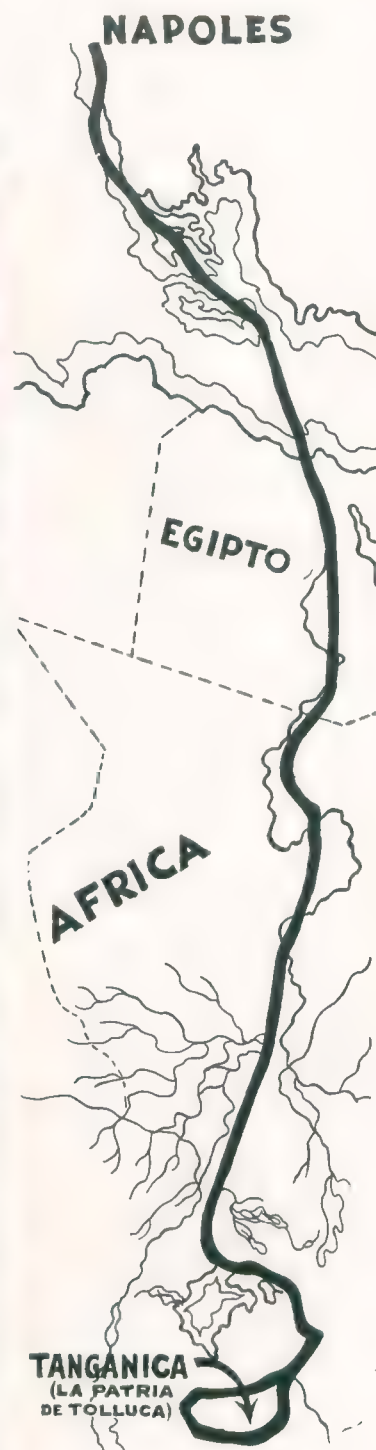 NAPOLES
EGIPTO
AFRICA
TANGANICA
(LA PATRIA
DE TOLLUCA)